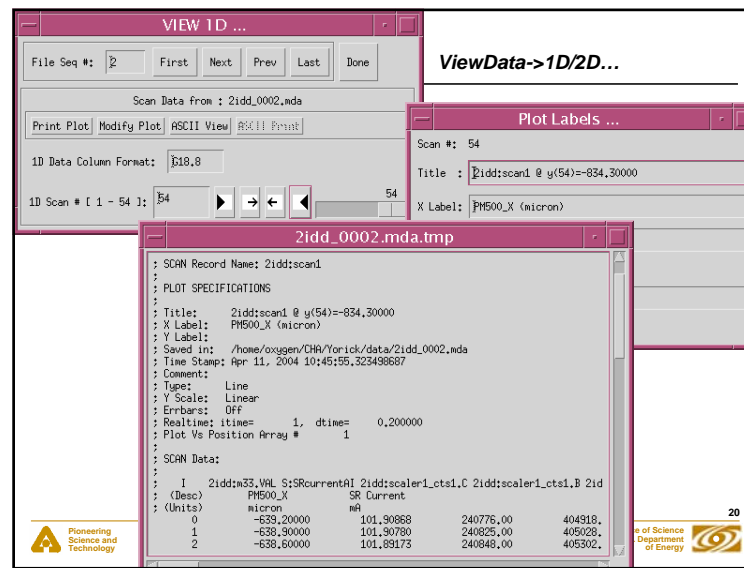 VIEW 1D ...
File Seq #: 2 First Next Prev Last Done
ViewData->1D/2D…
Scan Data from : 2idd_0002.mda
Print Plot Modify Plot ASCII View ASCII Print
1D Data Column Format: G18.8
1D Scan # [ 1 - 54 ]: 54
54
Plot Labels ...
Scan #: 54
Title : 2idd:scan1 @ y(54)=-834.30000
X Label: PM500_X (micron)
2idd_0002.mda.tmp
; SCAN Record Name: 2idd:scan1
;
; PLOT SPECIFICATIONS
;
; Title: 2idd:scan1 @ y(54)=-834.30000
; X Label: PM500_X (micron)
; Y Label:
; Saved in: /home/oxygen/CHA/Yorick/data/2idd_0002.mda
; Time Stamp: Apr 11, 2004 10:45:55.323498687
; Comment:
; Type: Line
; Y Scale: Linear
; Errbars: Off
; Realtime: itime= 1, dtime= 0.200000
; Plot Vs Position Array # 1
;
; SCAN Data:
;
; I 2idd:m33.VAL S:SRcurrentAI 2idd:scaler1_cts1.C 2idd:scaler1_cts1.B 2id
; (Desc) PM500_X SR Current
; (Units) micron mA
0 -639.20000 101.90868 240776.00 404918.
1 -638.90000 101.90780 240825.00 405028.
2 -638.60000 101.89173 240848.00 405302.
20
Pioneering
Science and
Technology
e of Science
Department
of Energy